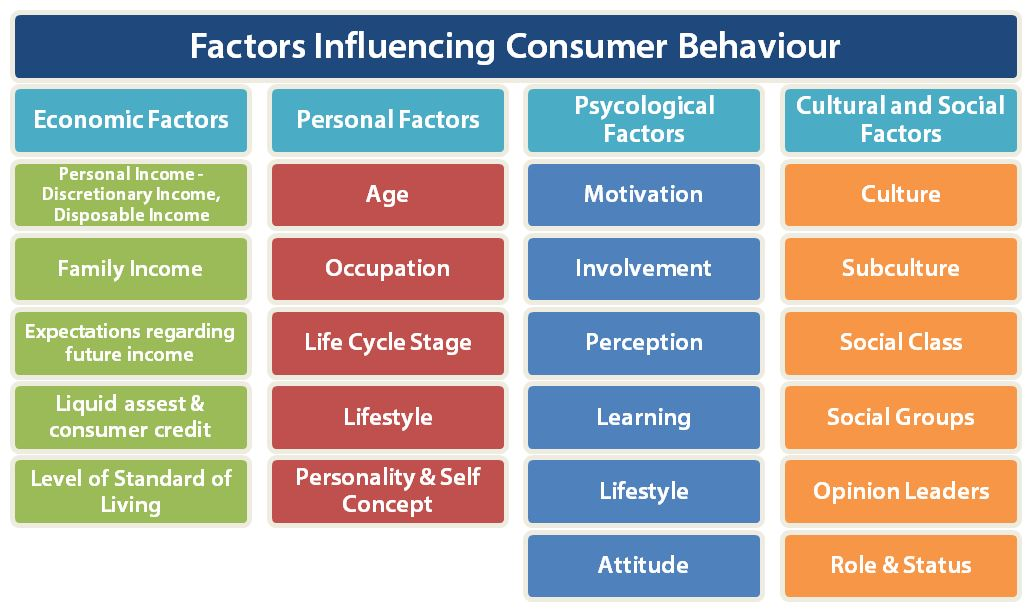 Factors Influencing Consumer Behaviour
Economic Factors
Personal Income -
Discretionary Income,
Disposable Income
Family Income
Expectations regarding
future income
Liquid assest &
consumer credit
Level of Standard of
Living
Personal Factors
Age
Occupation
Life Cycle Stage
Lifestyle
Personality & Self
Concept
Psycological
Factors
Motivation
Involvement
Perception
Learning
Lifestyle
Attitude
Cultural and Social
Factors
Culture
Subculture
Social Class
Social Groups
Opinion Leaders
Role & Status